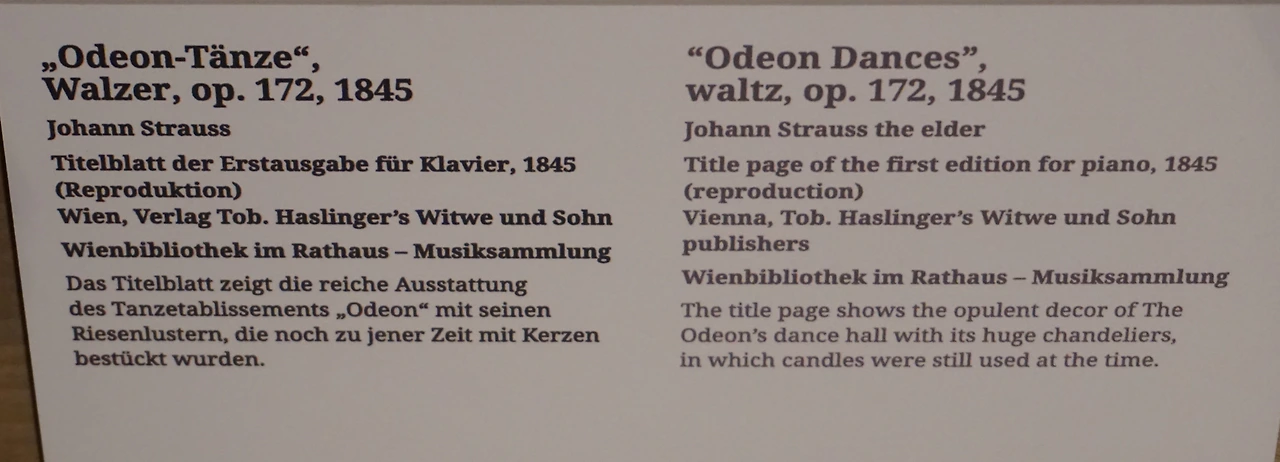 „Odeon-Tänze“,
Walzer, op. 172, 1845
Johann Strauss
Titelblatt der Erstausgabe für Klavier, 1845
(Reproduktion)
Wien, Verlag Tob. Haslinger's Witwe und Sohn
Wienbibliothek im Rathaus – Musiksammlung
Das Titelblatt zeigt die reiche Ausstattung
des Tanzetablissements „Odeon“ mit seinen
Riesenlustern, die noch zu jener Zeit mit Kerzen
bestückt wurden.
“Odeon Dances”,
waltz, op. 172, 1845
Johann Strauss the elder
Title page of the first edition for piano, 1845
(reproduction)
Vienna, Tob. Haslinger's Witwe und Sohn
publishers
Wienbibliothek im Rathaus – Musiksammlung
The title page shows the opulent decor of The
Odeon's dance hall with its huge chandeliers,
in which candles were still used at the time.